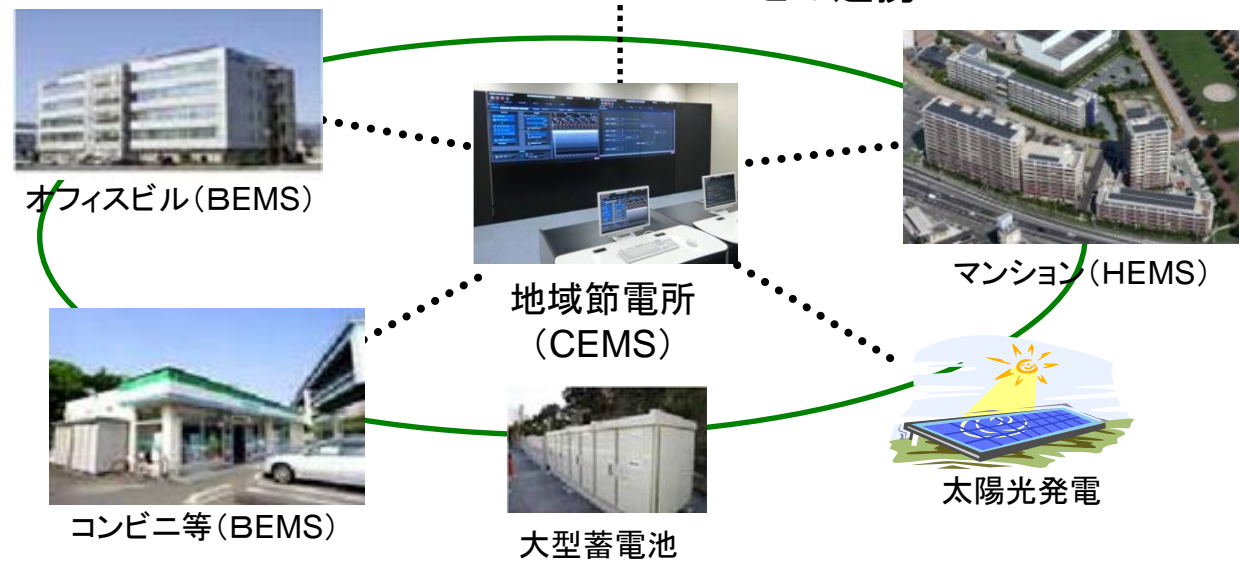 オフィスビル（BEMS）
マンション（HEMS）
地域節電所
（CEMS）
コンビニ等（BEMS）
大型蓄電池
太陽光発電